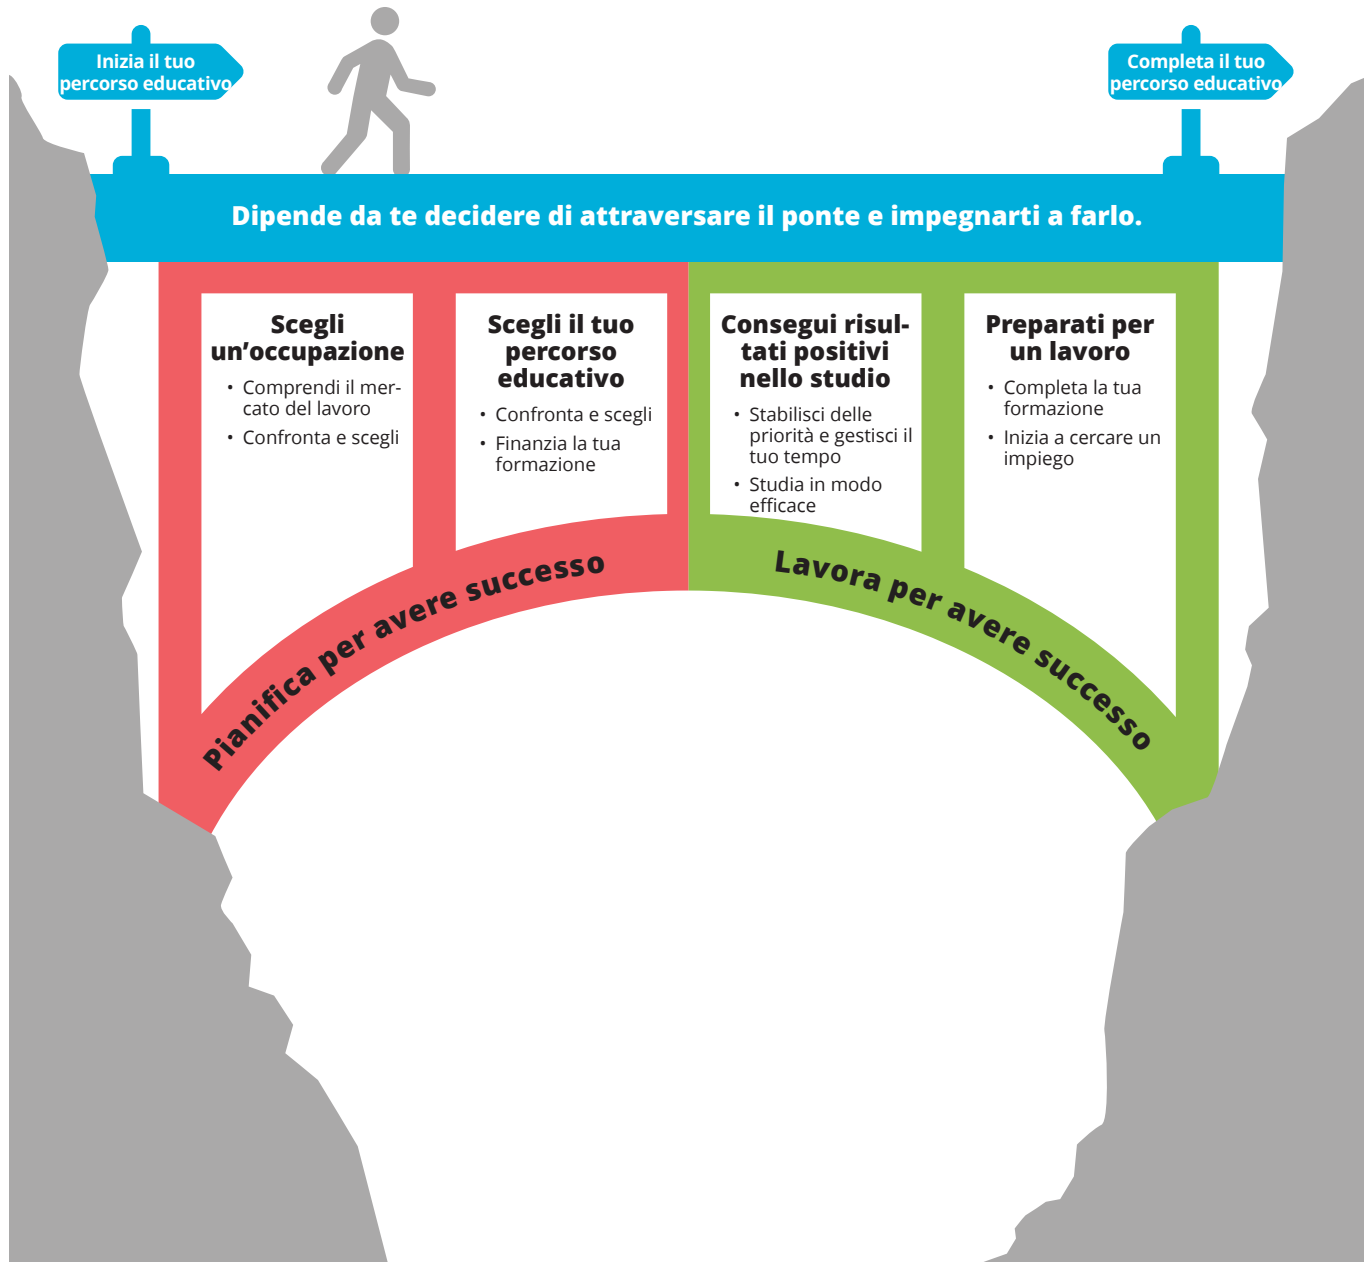 Inizia il tuo
percorso educativo
Completa il tuo
percorso educativo
Dipende da te decidere di attraversare il ponte e impegnarti a farlo.
Scegli
un’occupazione
• Comprendi il mer-
cato del lavoro
• Confronta e scegli
Scegli il tuo
percorso
educativo
• Confronta e scegli
• Finanzia la tua
formazione
Consegui risul-
tati positivi
nello studio
• Stabilisci delle
priorità e gestisci il
tuo tempo
• Studia in modo
efficace
Preparati per
un lavoro
• Completa la tua
formazione
• Inizia a cercare un
impiego
Pianifica per avere successo
Lavora per avere successo